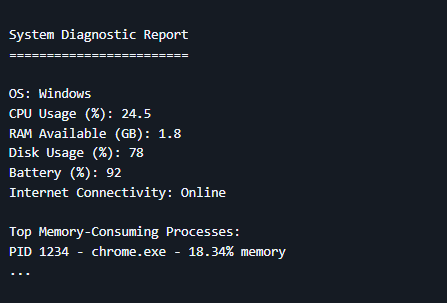 System Diagnostic Report
========================
OS: Windows
CPU Usage (%): 24.5
RAM Available (GB): 1.8
Disk Usage (%): 78
Battery (%): 92
Internet Connectivity: Online
Top Memory-Consuming Processes:
PID 1234 - chrome.exe - 18.34% memory
...